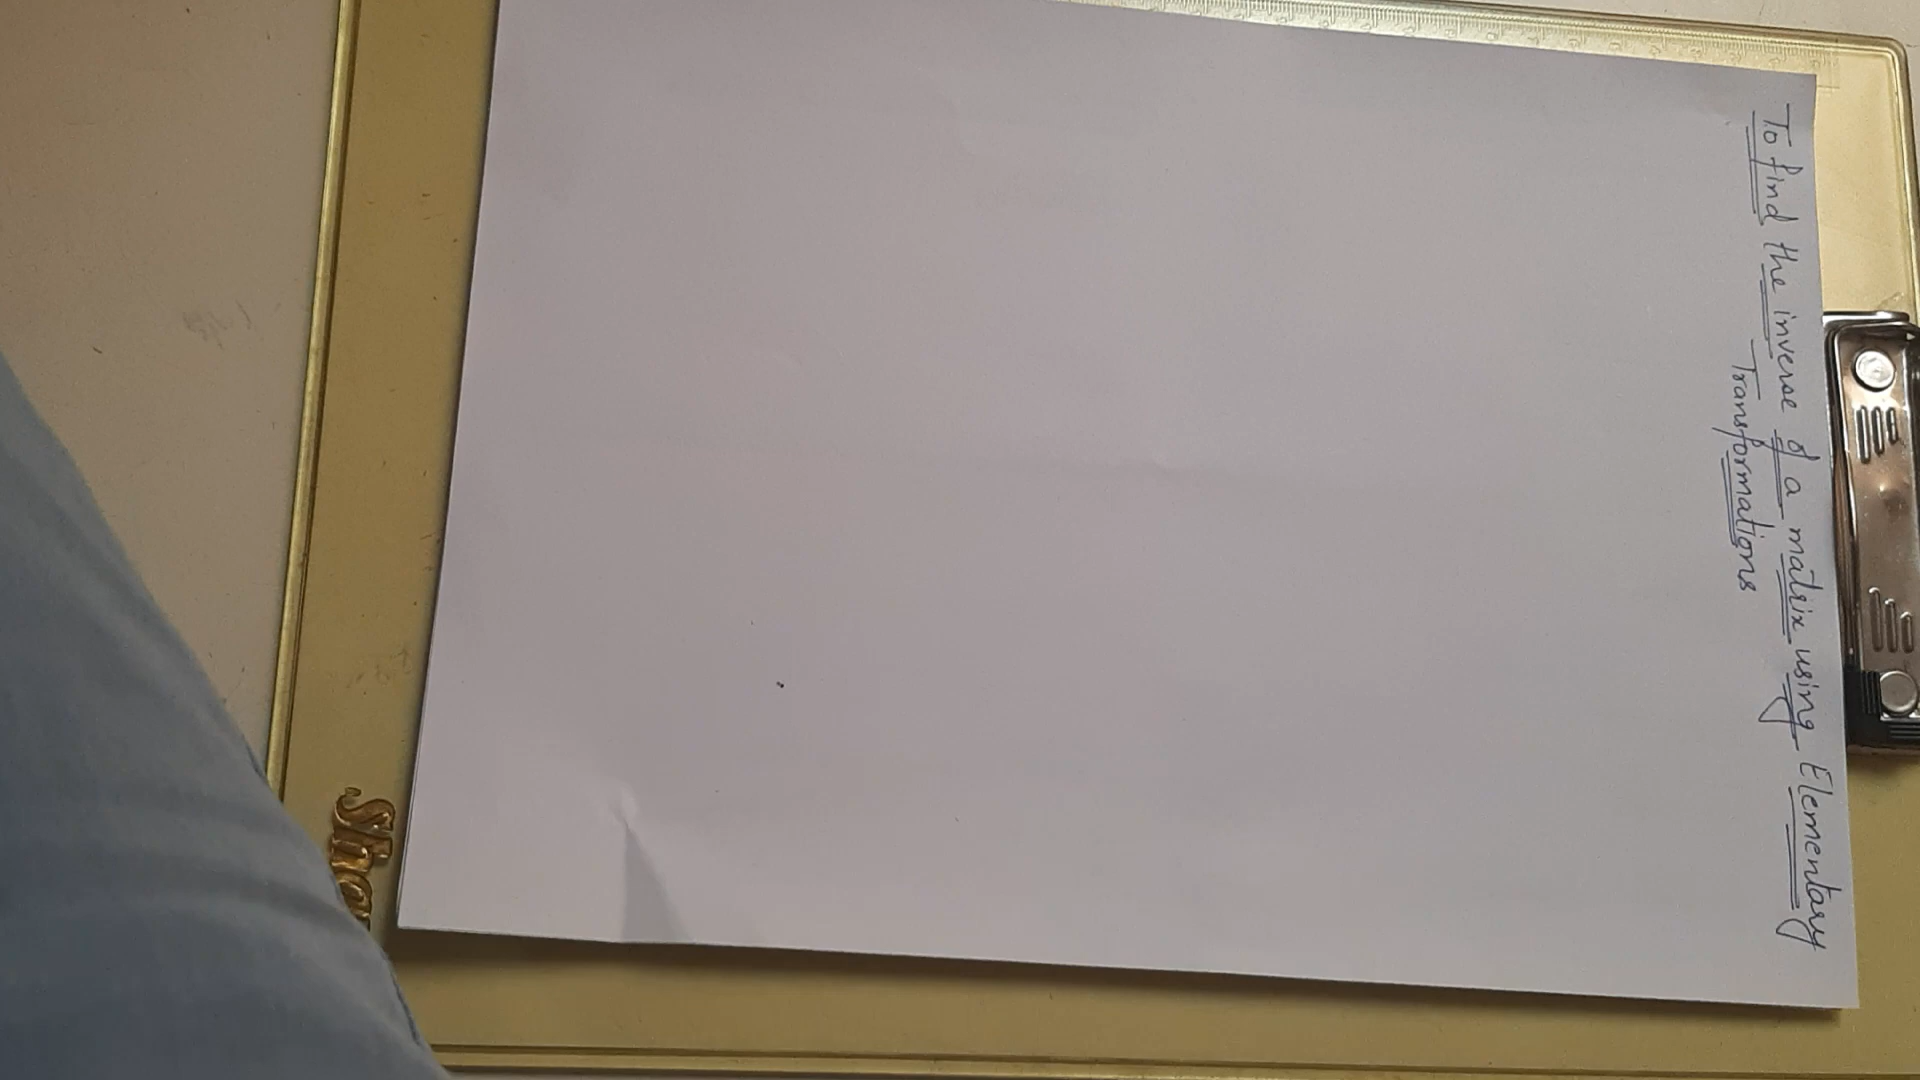 To find the inverse of a matrix using Elementary
Transformations